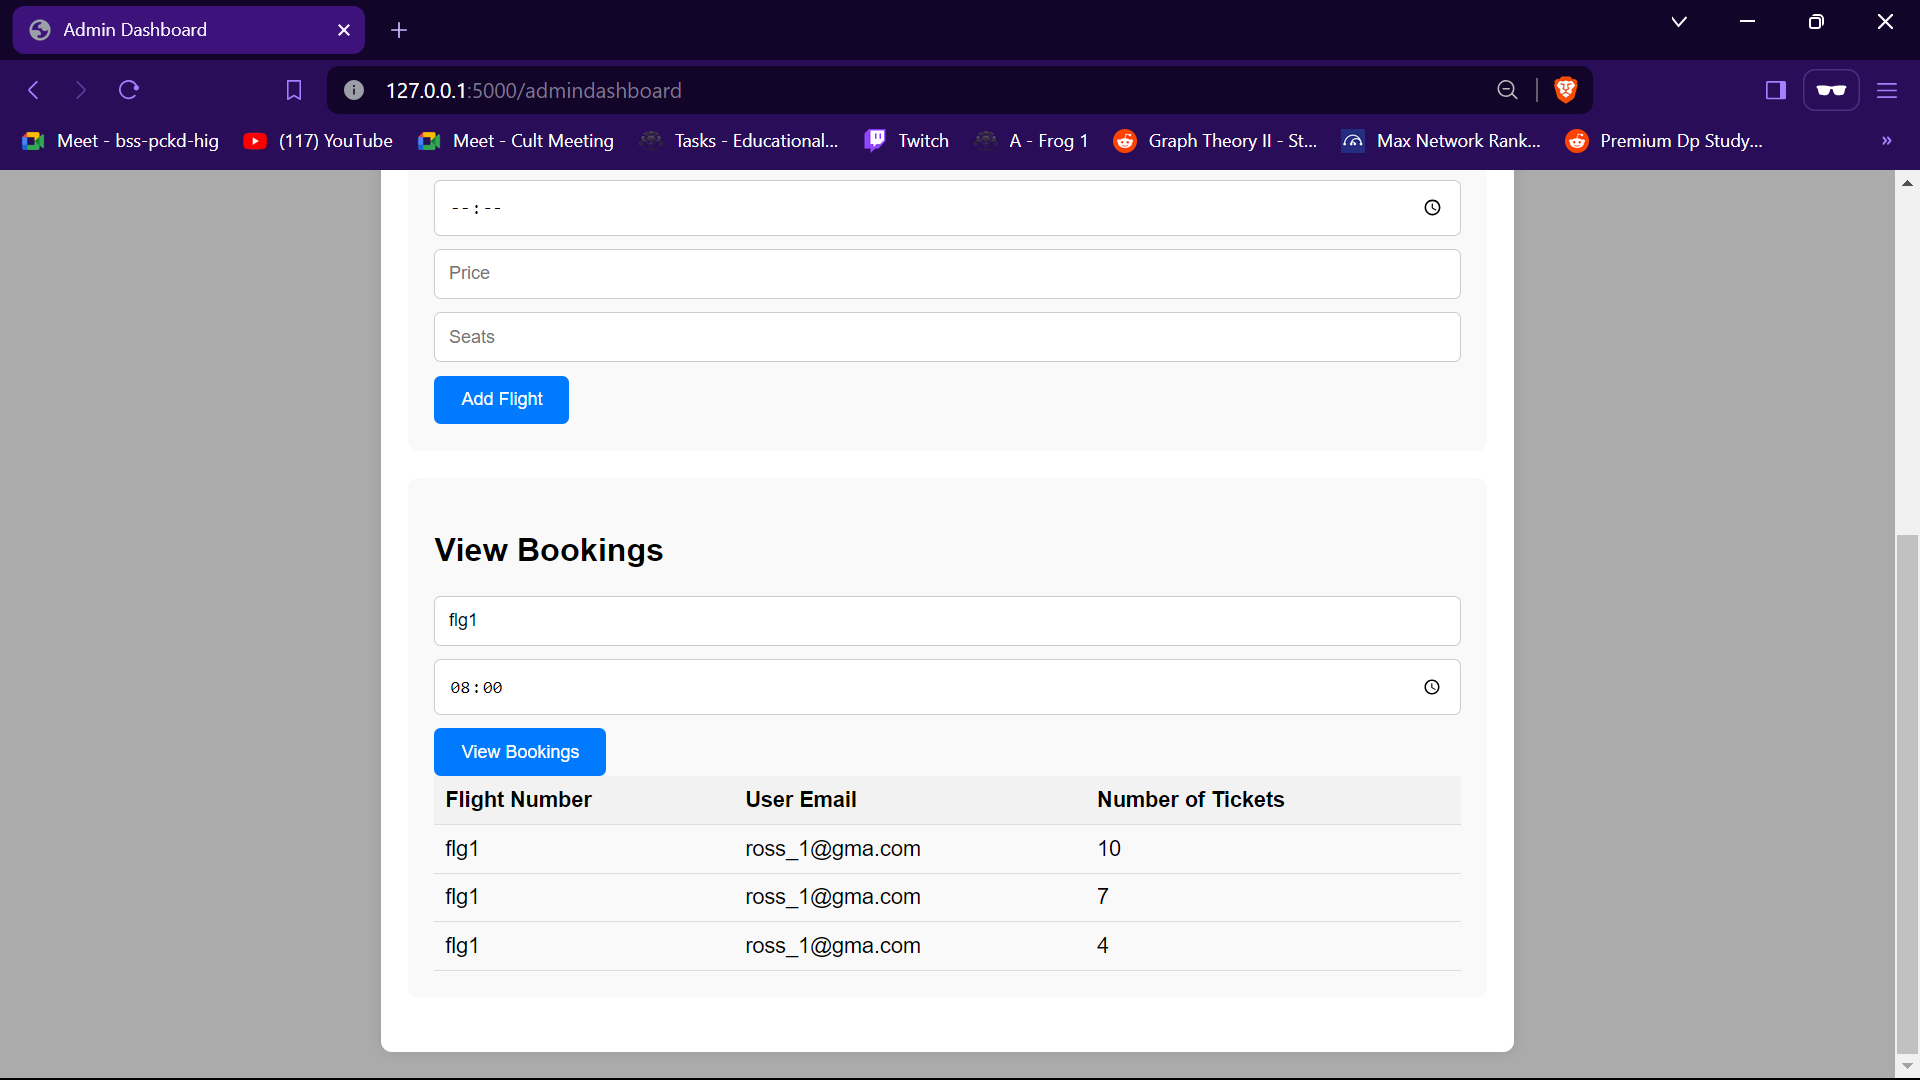 Admin Dashboard
127.0.0.1:5000/admindashboard
Meet - bss-pckd-hig (117) YouTube Meet - Cult Meeting Tasks - Educational... Twitch A - Frog 1 Graph Theory II - St... Max Network Rank... Premium Dp Study... »
--:--
Price
Seats
Add Flight
View Bookings
flg1
08:00
View Bookings
Flight Number User Email Number of Tickets
flg1 ross_1@gma.com 10
flg1 ross_1@gma.com 7
flg1 ross_1@gma.com 4